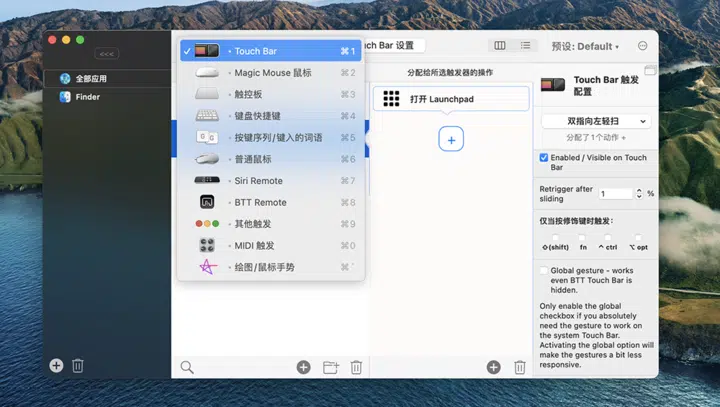 <<<
全部应用
Finder
✓ • Touch Bar ⌘1
• Magic Mouse 鼠标 ⌘2
• 触控板 ⌘3
• 键盘快捷键 ⌘4
• 按键序列/键入的词语 ⌘5
• 普通鼠标 ⌘6
• Siri Remote ⌘7
• BTT Remote ⌘8
• 其他触发 ⌘9
• MIDI 触发 ⌘0
• 绘图/鼠标手势
ch Bar 设置
预设: Default
分配给所选触发器的操作
打开 Launchpad
+
Touch Bar 触发
配置
双指向左轻扫
分配了1个动作 +
Enabled / Visible on Touch
Bar
Retrigger after
sliding
1 %
仅当按修饰键时触发：
⇧(shift) fn ^ ctrl ⌥ opt
Global gesture - works
even BTT Touch Bar is
hidden.
Only enable the global
checkbox if you absolutely
need the gesture to work on
the system Touch Bar.
Activating the global option will
make the gestures a bit less
responsive.